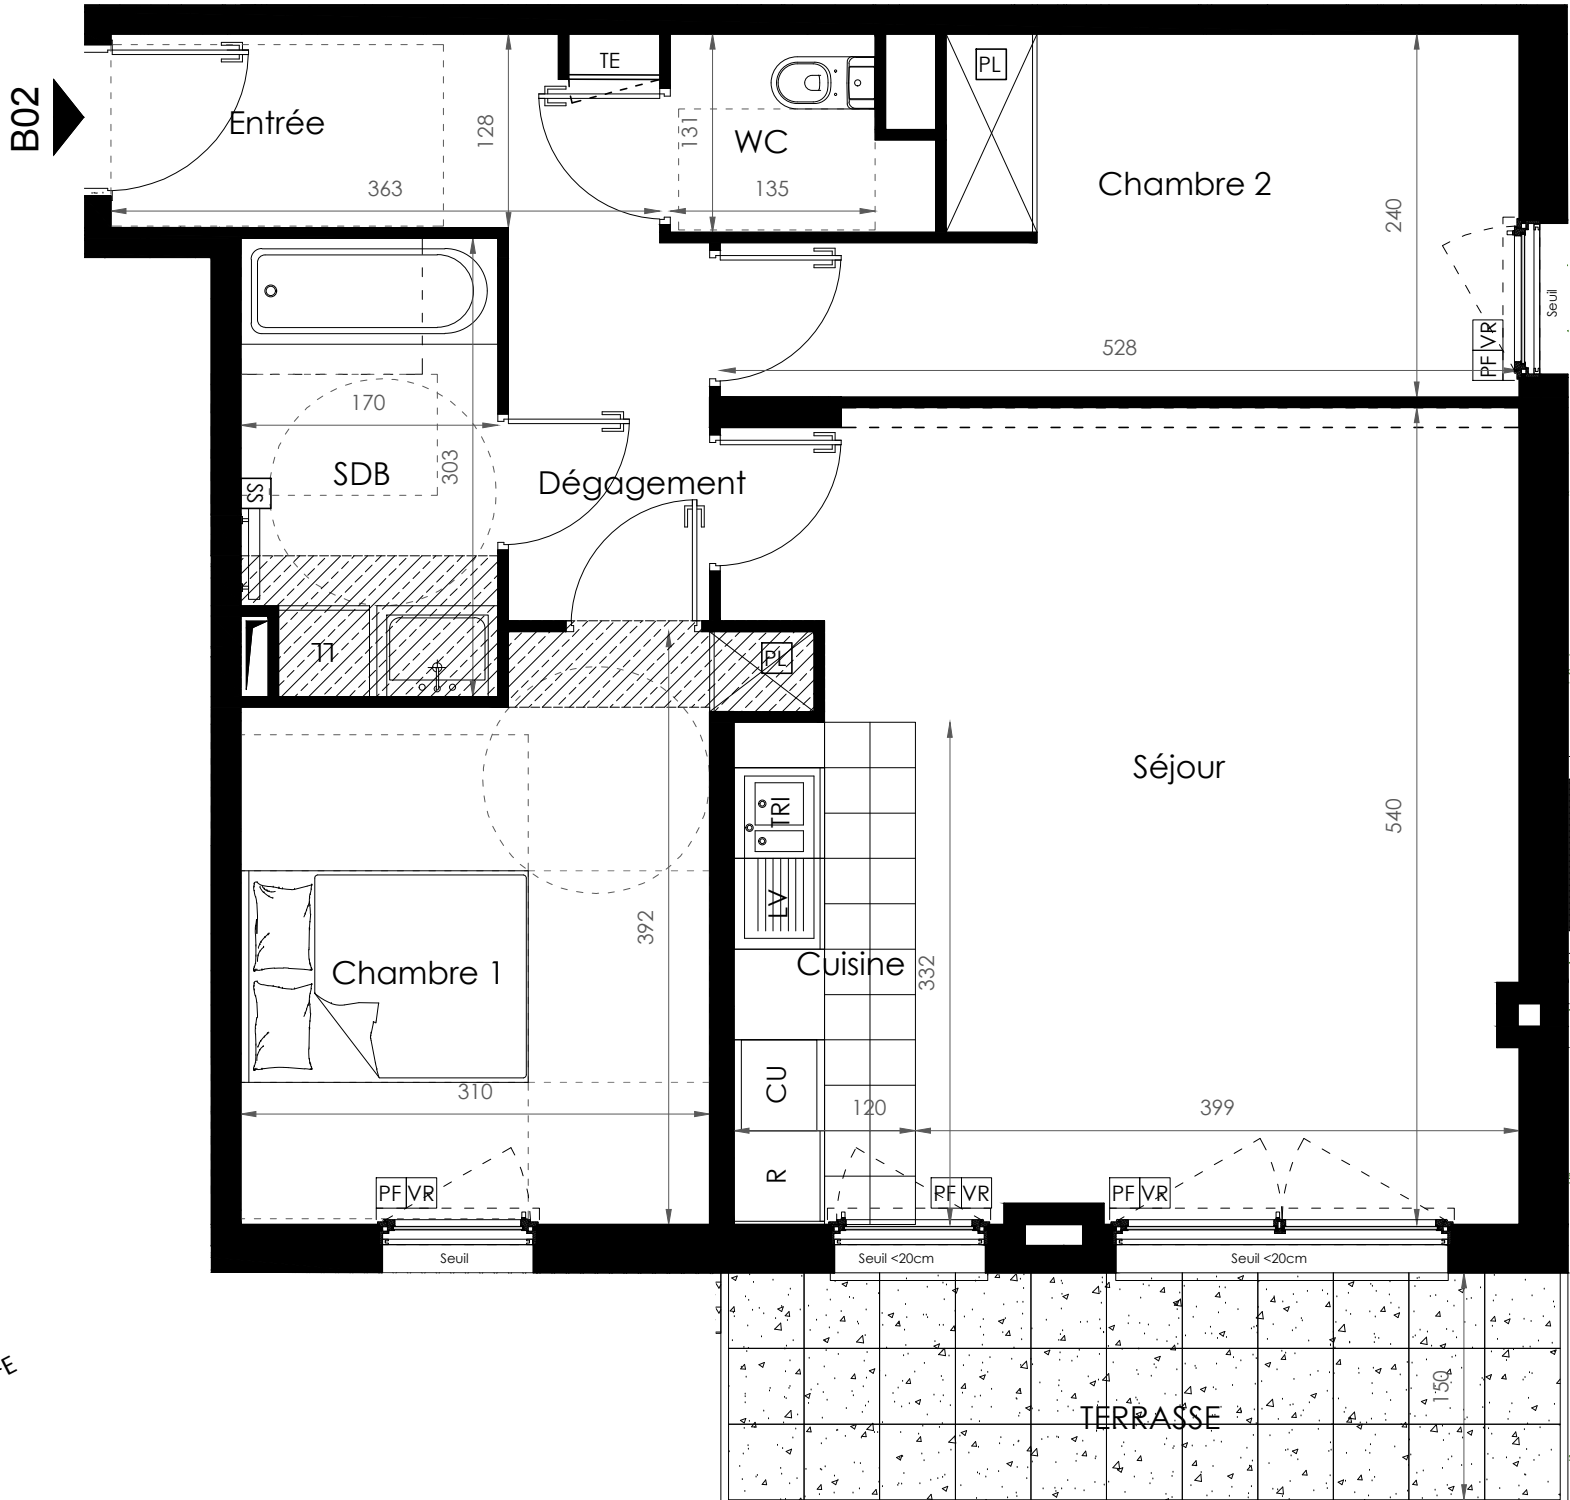 B02
Entrée
363
128
TE
131
WC
135
PL
Chambre 2
240
528
Seuil
PF VR
170
SDB
303
SS
Dégagement
LL
PL
Séjour
540
TRI
LV
Cuisine
332
392
Chambre 1
310
CU
R
120
399
PF VR
PF VR
PF VR
Seuil
Seuil <20cm
Seuil <20cm
TERRASSE
150